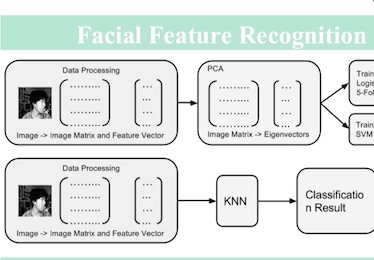 Facial Feature Recognition
Data Processing
Image -> Image Matrix and Feature Vector
PCA
Image Matrix -> Eigenvectors
Train
Logis
5-Fol
Train
SVM
Data Processing
Image -> Image Matrix and Feature Vector
KNN
Classificatio
n Result